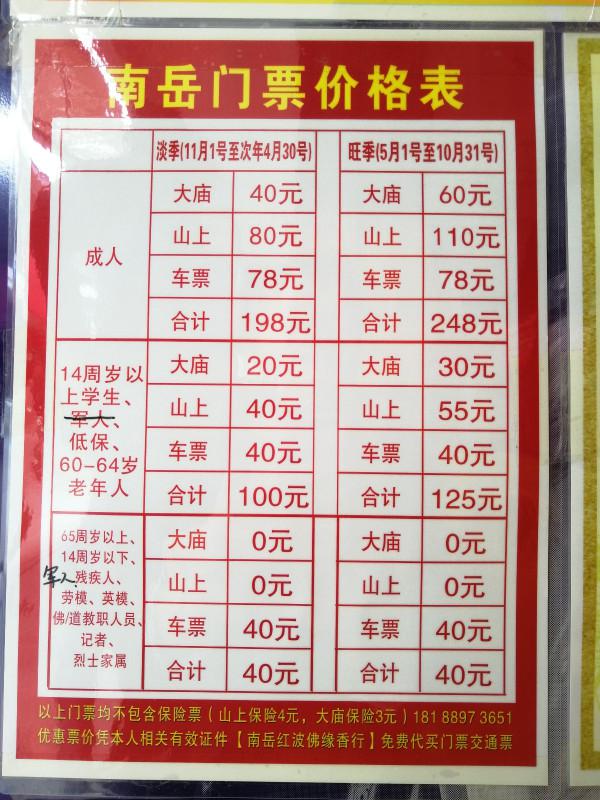 南岳门票价格表
淡季(11月1号至次年4月30号) 旺季(5月1号至10月31号)
成人
大庙 40元 大庙 60元
山上 80元 山上 110元
车票 78元 车票 78元
合计 198元 合计 248元
14周岁以
上学生、
军人、
低保、
60-64岁
老年人
大庙 20元 大庙 30元
山上 40元 山上 55元
车票 40元 车票 40元
合计 100元 合计 125元
65周岁以上、
14周岁以下、
军人、残疾人、
劳模、英模、
佛/道教职人员、
记者、
烈士家属
大庙 0元 大庙 0元
山上 0元 山上 0元
车票 40元 车票 40元
合计 40元 合计 40元
以上门票均不包含保险票（山上保险4元，大庙保险3元）181 8897 3651
优惠票价凭本人相关有效证件【南岳红波佛缘香行】免费代买门票交通票